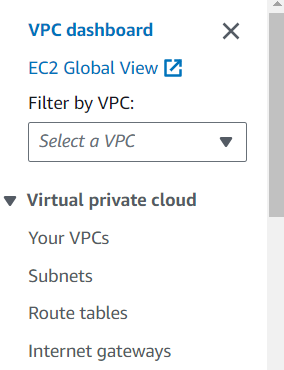 VPC dashboard
EC2 Global View
Filter by VPC:
Select a VPC
Virtual private cloud
Your VPCs
Subnets
Route tables
Internet gateways